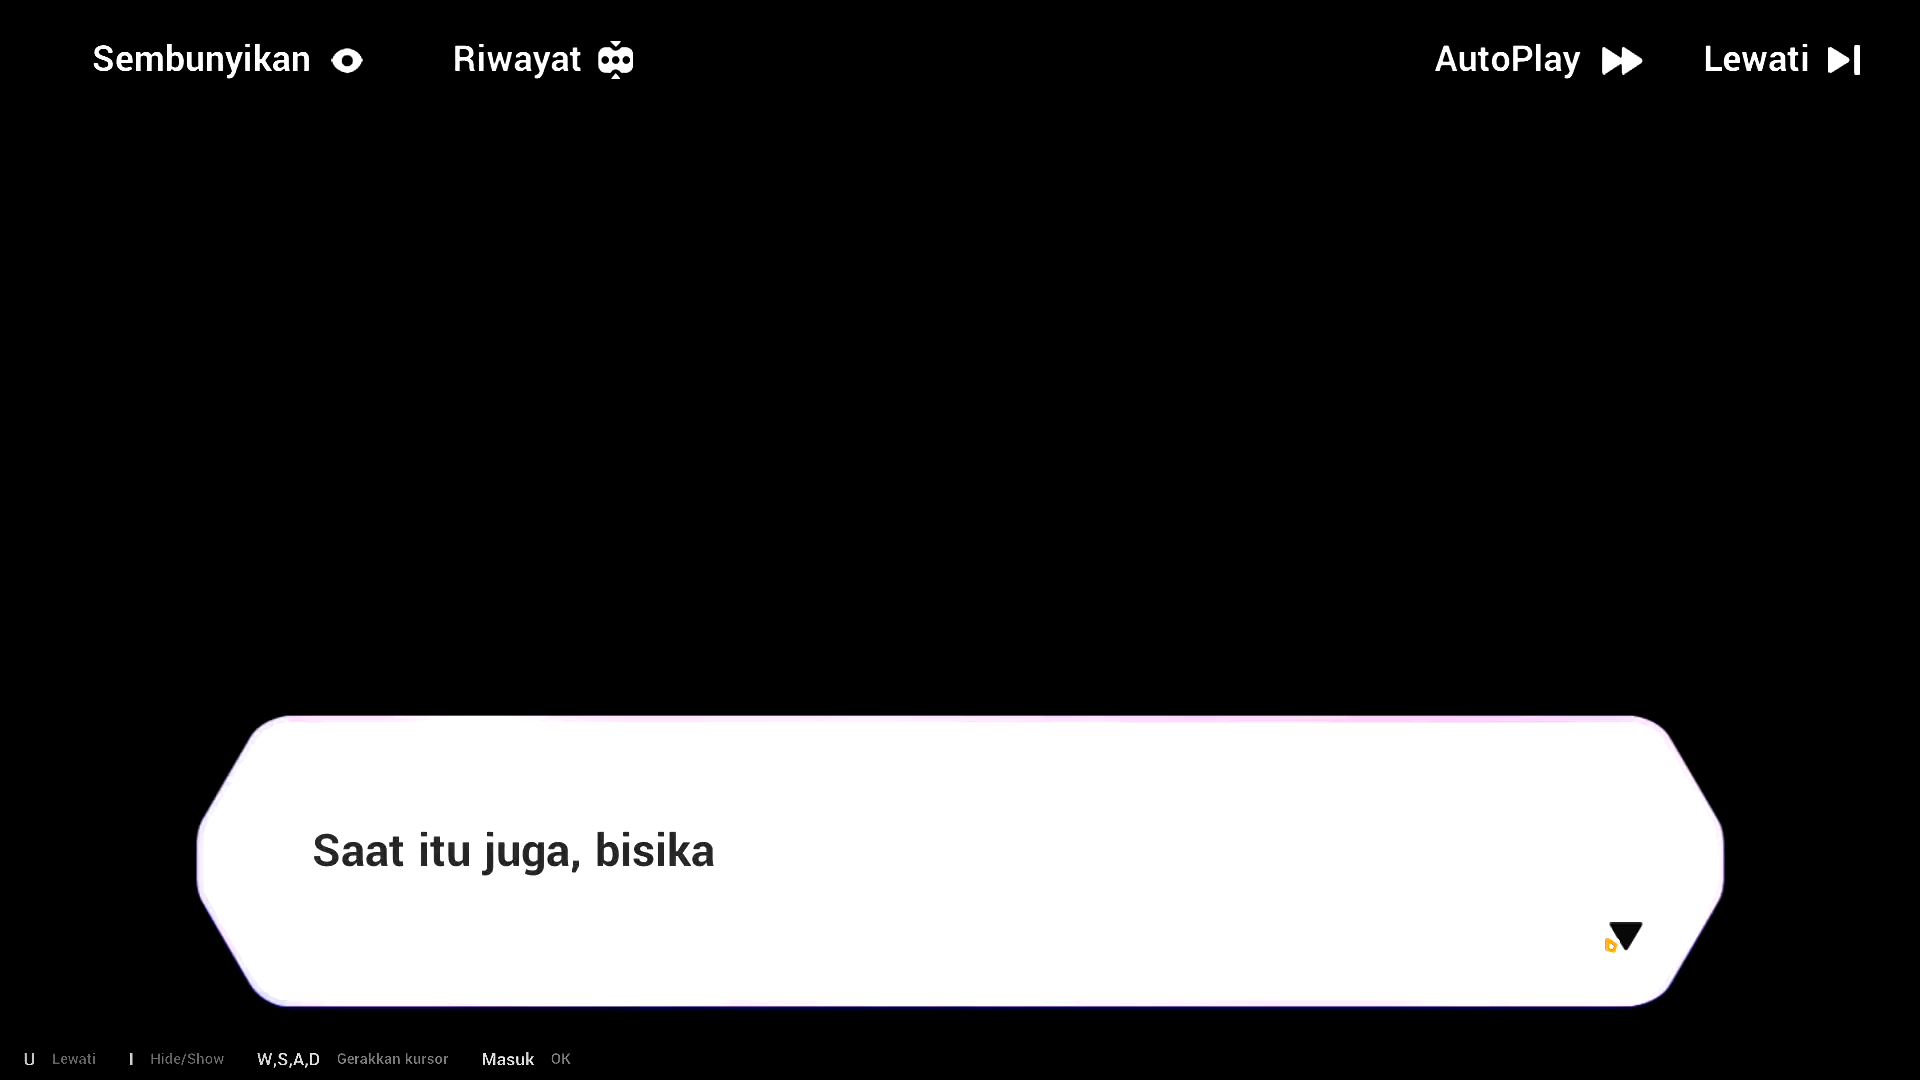 Sembunyikan
Riwayat
AutoPlay
Lewati
Saat itu juga, bisika
U Lewati I Hide/Show W,S,A,D Gerakkan kursor Masuk OK